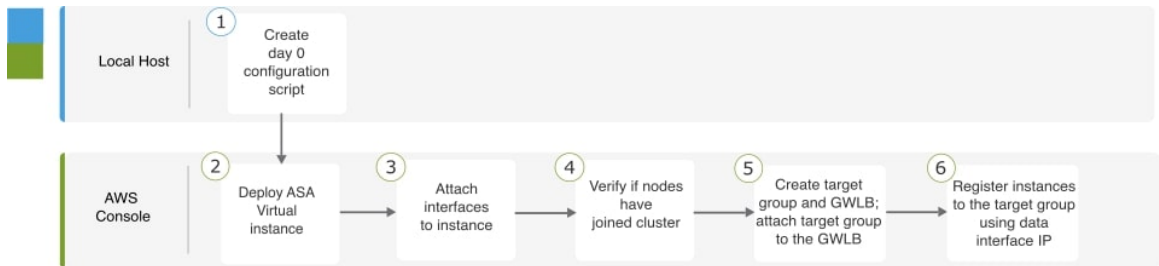 1
Local Host
Create
day 0
configuration
script
AWS
Console
2
Deploy ASA
Virtual
instance
3
Attach
interfaces
to instance
4
Verify if nodes
have
joined cluster
5
Create target
group and GWLB;
attach target group
to the GWLB
6
Register instances
to the target group
using data
interface IP